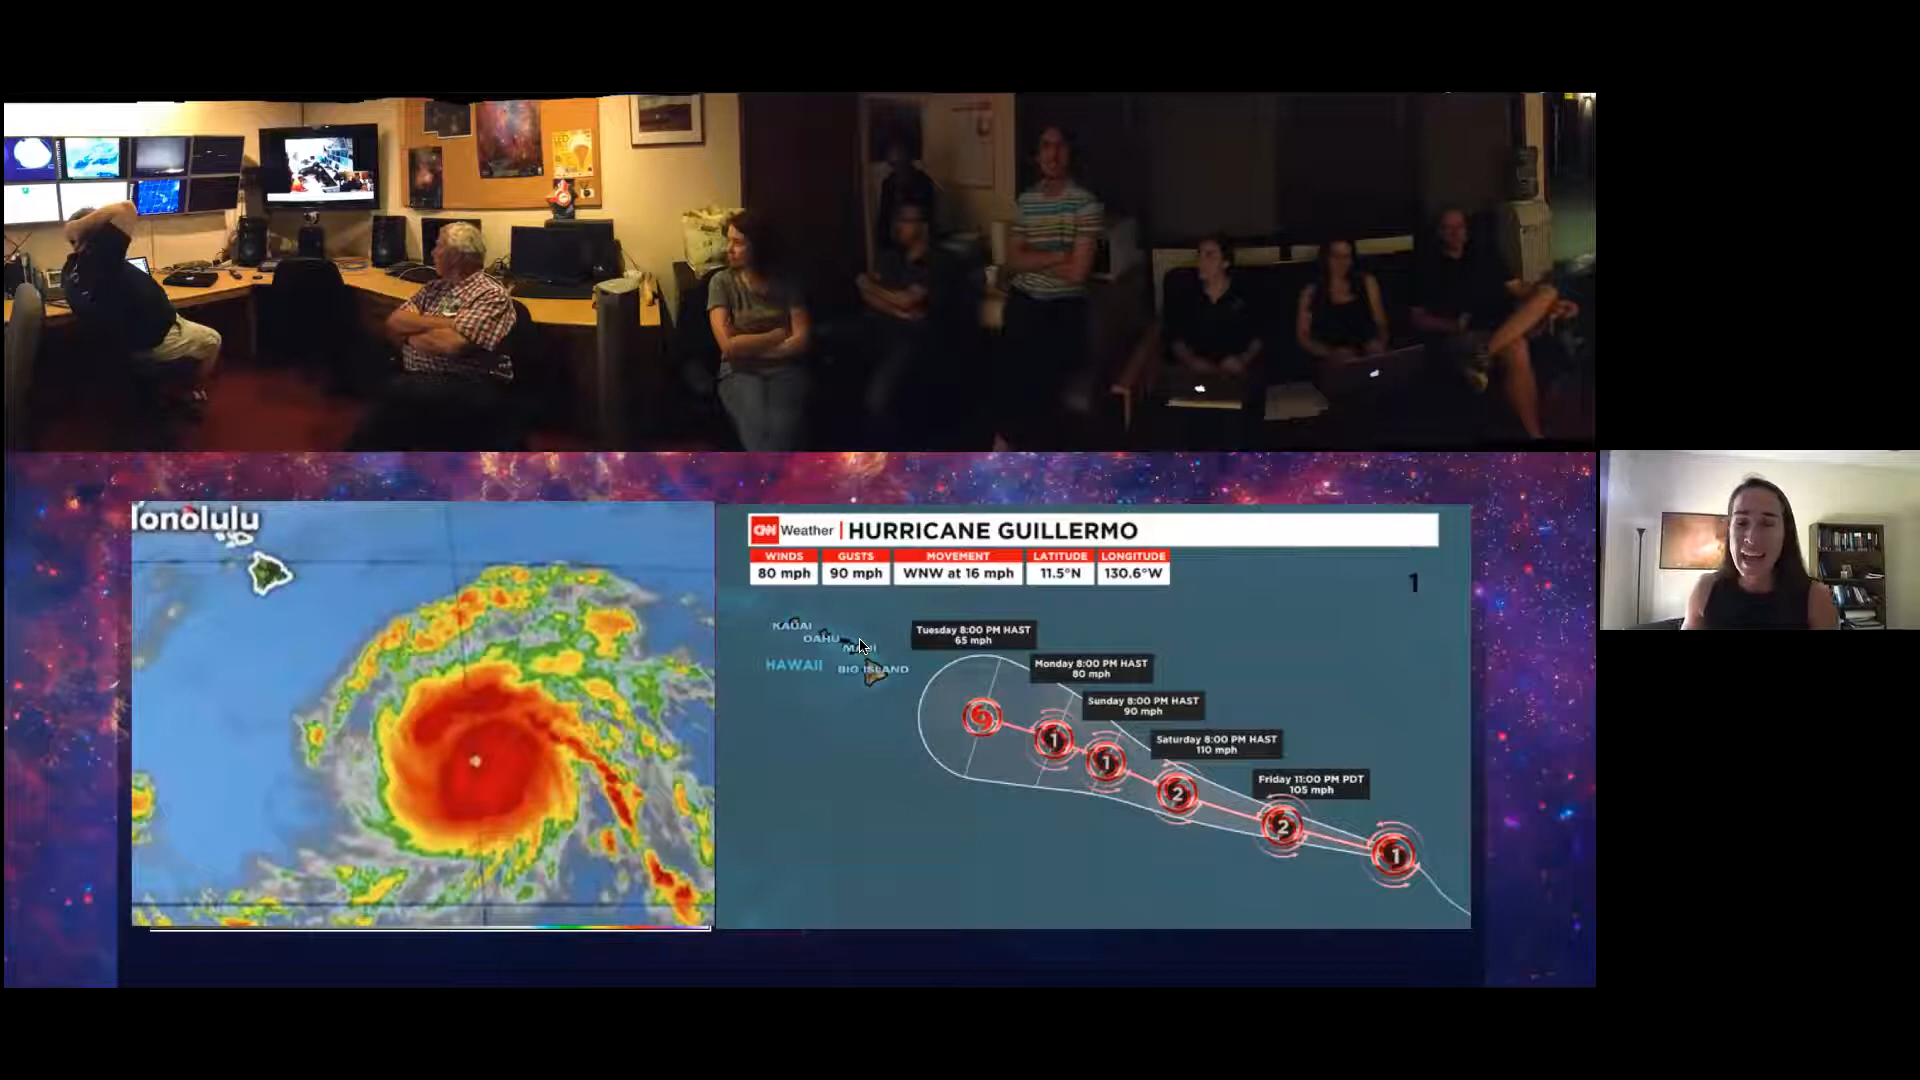 LED
lonolulu
CNN Weather | HURRICANE GUILLERMO
WINDS GUSTS MOVEMENT LATITUDE LONGITUDE
80 mph 90 mph WNW at 16 mph 11.5°N 130.6°W
1
KAUAI
OAHU
MAUI
HAWAII BIG ISLAND
Tuesday 8:00 PM HAST
65 mph
Monday 8:00 PM HAST
80 mph
Sunday 8:00 PM HAST
90 mph
Saturday 8:00 PM HAST
110 mph
Friday 11:00 PM PDT
105 mph
1
1
2
2
1